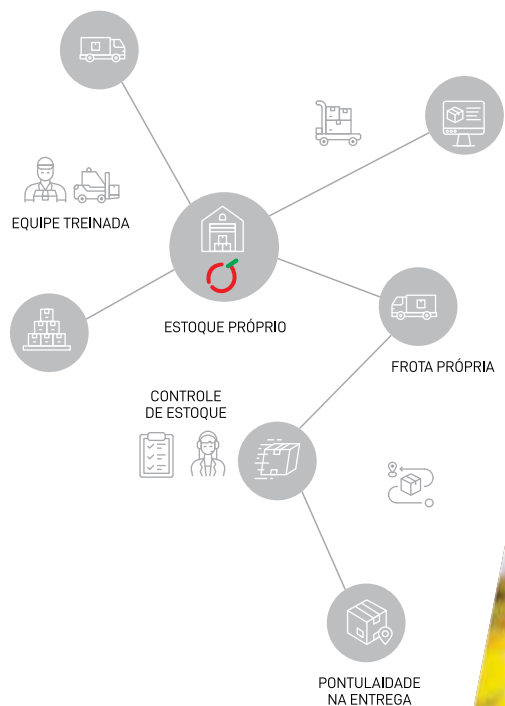 EQUIPE TREINADA
ESTOQUE PRÓPRIO
FROTA PRÓPRIA
CONTROLE
DE ESTOQUE
PONTULAIDADE
NA ENTREGA